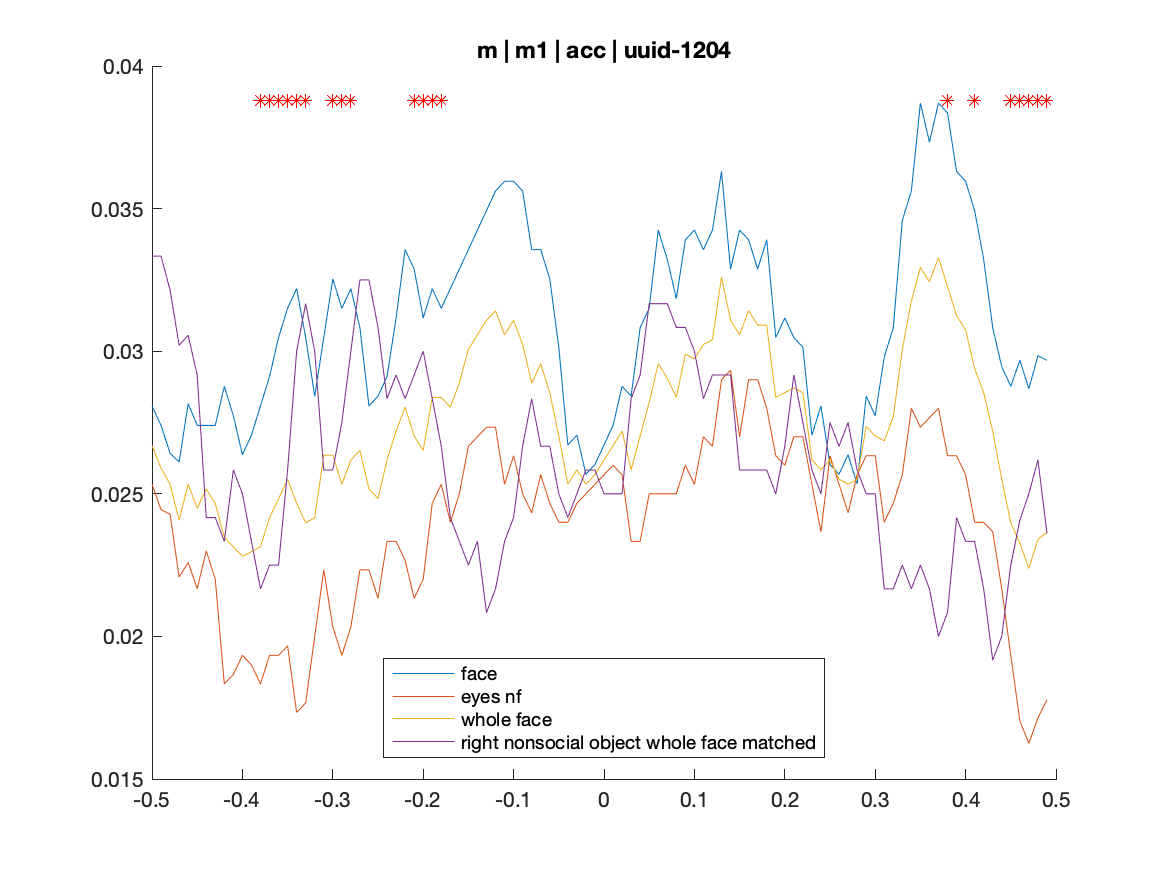 m | m1 | acc | uuid-1204
0.04
0.035
0.03
0.025
0.02
0.015
face
eyes nf
whole face
right nonsocial object whole face matched
-0.5 -0.4 -0.3 -0.2 -0.1 0 0.1 0.2 0.3 0.4 0.5